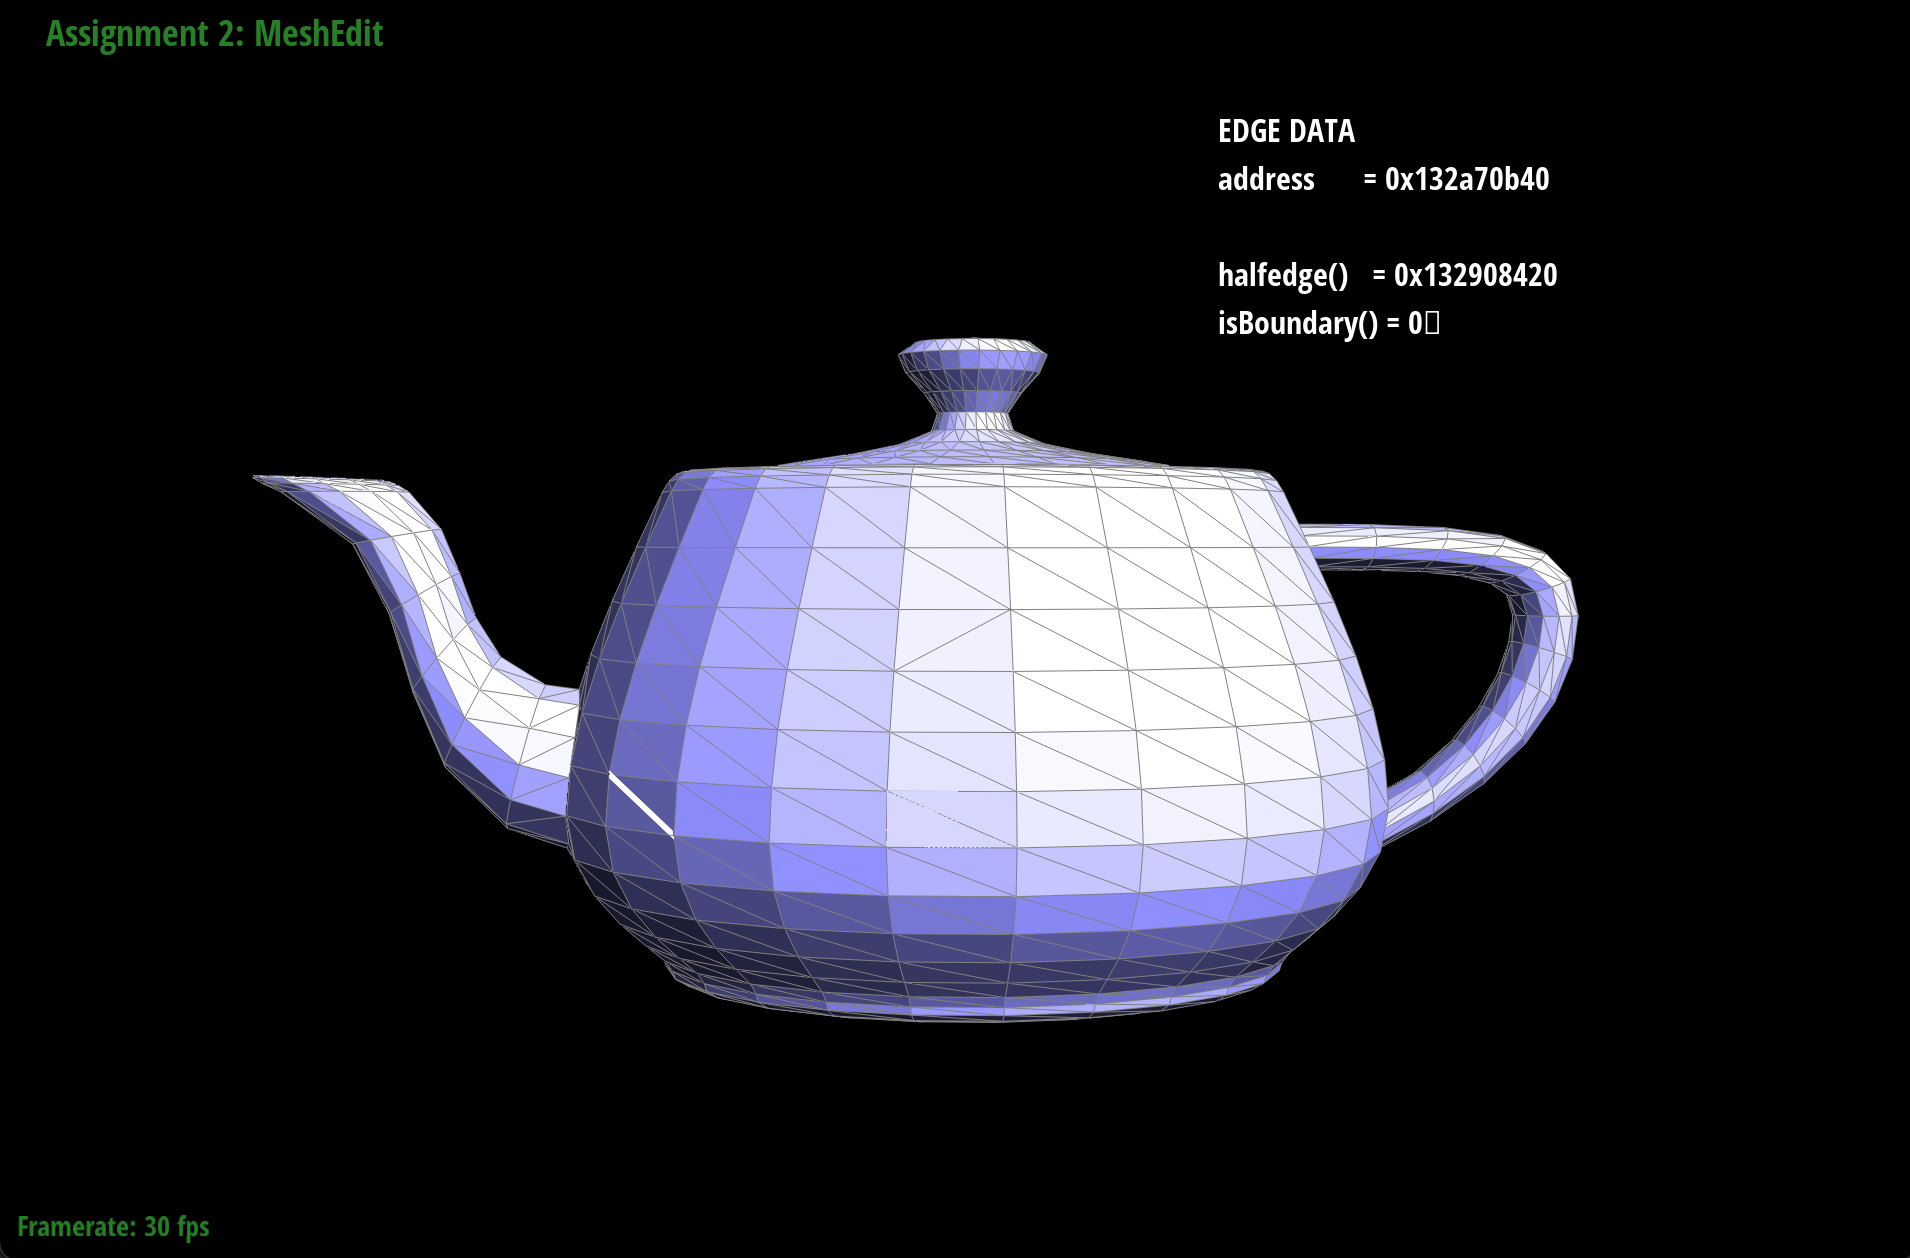 Assignment 2: MeshEdit
EDGE DATA
address = 0x132a70b40
halfedge() = 0x132908420
isBoundary() = 0
Framerate: 30 fps